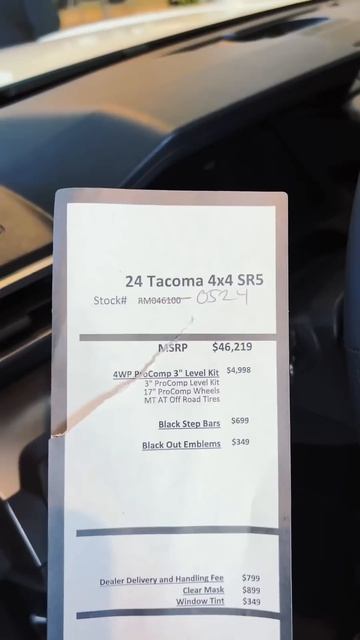 24 Tacoma 4x4 SR5
Stock# RM046100 0524
MSRP $46,219
4WP ProComp 3" Level Kit $4,998
3" ProComp Level Kit
17" ProComp Wheels
MT AT Off Road Tires
Black Step Bars $699
Black Out Emblems $349
Dealer Delivery and Handling Fee $799
Clear Mask $899
Window Tint $349